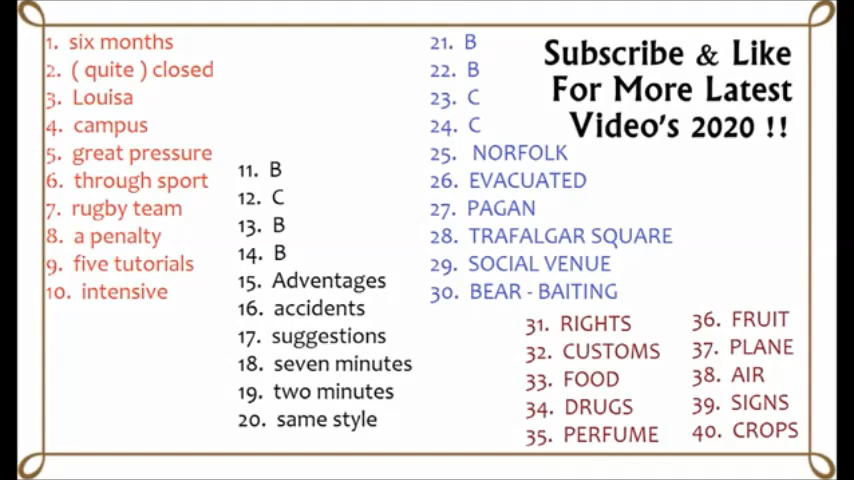 1. six months
2. ( quite ) closed
3. Louisa
4. campus
5. great pressure
6. through sport
7. rugby team
8. a penalty
9. five tutorials
10. intensive
11. B
12. C
13. B
14. B
15. Adventages
16. accidents
17. suggestions
18. seven minutes
19. two minutes
20. same style
21. B
22. B
23. C
24. C
25. NORFOLK
26. EVACUATED
27. PAGAN
28. TRAFALGAR SQUARE
29. SOCIAL VENUE
30. BEAR - BAITING
Subscribe & Like
For More Latest
Video's 2020 !!
31. RIGHTS
32. CUSTOMS
33. FOOD
34. DRUGS
35. PERFUME
36. FRUIT
37. PLANE
38. AIR
39. SIGNS
40. CROPS